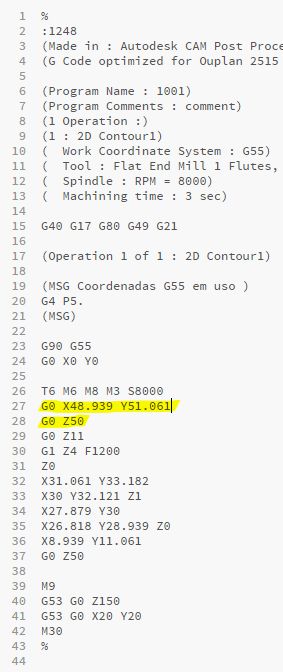 1 %
2 :1248
3 (Made in : Autodesk CAM Post Proce
4 (G Code optimized for Ouplan 2515
5
6 (Program Name : 1001)
7 (Program Comments : comment)
8 (1 Operation :)
9 (1 : 2D Contour1)
10 (  Work Coordinate System : G55)
11 (  Tool : Flat End Mill 1 Flutes,
12 (  Spindle : RPM = 8000)
13 (  Machining time : 3 sec)
14
15 G40 G17 G80 G49 G21
16
17 (Operation 1 of 1 : 2D Contour1)
18
19 (MSG Coordenadas G55 em uso )
20 G4 P5.
21 (MSG)
22
23 G90 G55
24 G0 X0 Y0
25
26 T6 M6 M8 M3 S8000
27 G0 X48.939 Y51.061
28 G0 Z50
29 G0 Z11
30 G1 Z4 F1200
31 Z0
32 X31.061 Y33.182
33 X30 Y32.121 Z1
34 X27.879 Y30
35 X26.818 Y28.939 Z0
36 X8.939 Y11.061
37 G0 Z50
38
39 M9
40 G53 G0 Z150
41 G53 G0 X20 Y20
42 M30
43 %
44